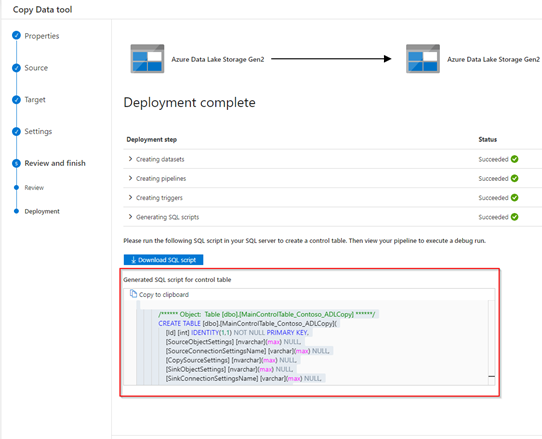 Copy Data tool
Properties
Source
Target
Settings
5 Review and finish
Review
Deployment
Azure Data Lake Storage Gen2
Azure Data Lake Storage Gen2
Deployment complete
Deployment step Status
Creating datasets Succeeded
Creating pipelines Succeeded
Creating triggers Succeeded
Generating SQL scripts Succeeded
Please run the following SQL script in your SQL server to create a control table. Then view your pipeline to execute a debug run.
Download SQL script
Generated SQL script for control table
Copy to clipboard
/****** Object: Table [dbo].[MainControlTable_Contoso_ADLCopy] ******/
CREATE TABLE [dbo].[MainControlTable_Contoso_ADLCopy](
[Id] [int] IDENTITY(1,1) NOT NULL PRIMARY KEY,
[SourceObjectSettings] [nvarchar](max) NULL,
[SourceConnectionSettingsName] [varchar](max) NULL,
[CopySourceSettings] [nvarchar](max) NULL,
[SinkObjectSettings] [nvarchar](max) NULL,
[SinkConnectionSettingsName] [varchar](max) NULL,